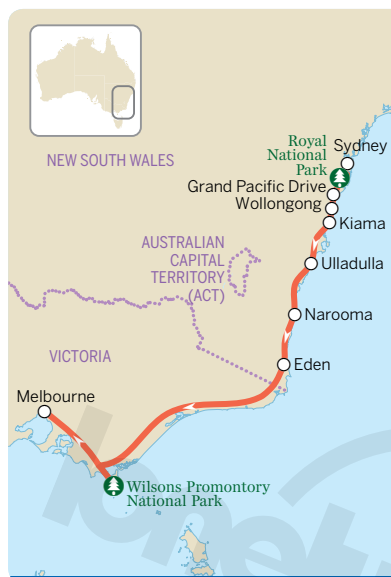 Royal
National
Park
Sydney
NEW SOUTH WALES
Grand Pacific Drive
Wollongong
Kiama
AUSTRALIAN
CAPITAL
TERRITORY
(ACT)
Ulladulla
Narooma
VICTORIA
Eden
Melbourne
Wilsons Promontory
National Park